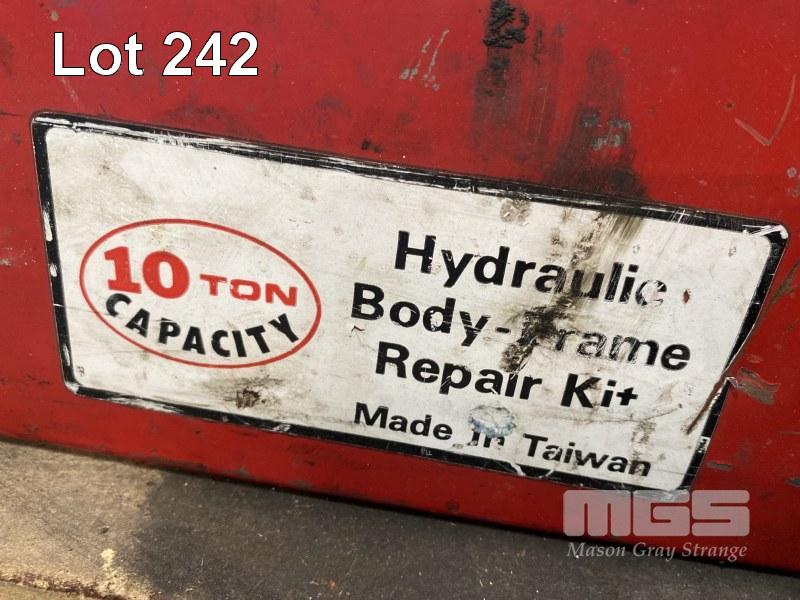 Lot 242
10 TON
CAPACITY
Hydraulic
Body-Frame
Repair Kit
Made In Taiwan
MGS
Mason Gray Strange